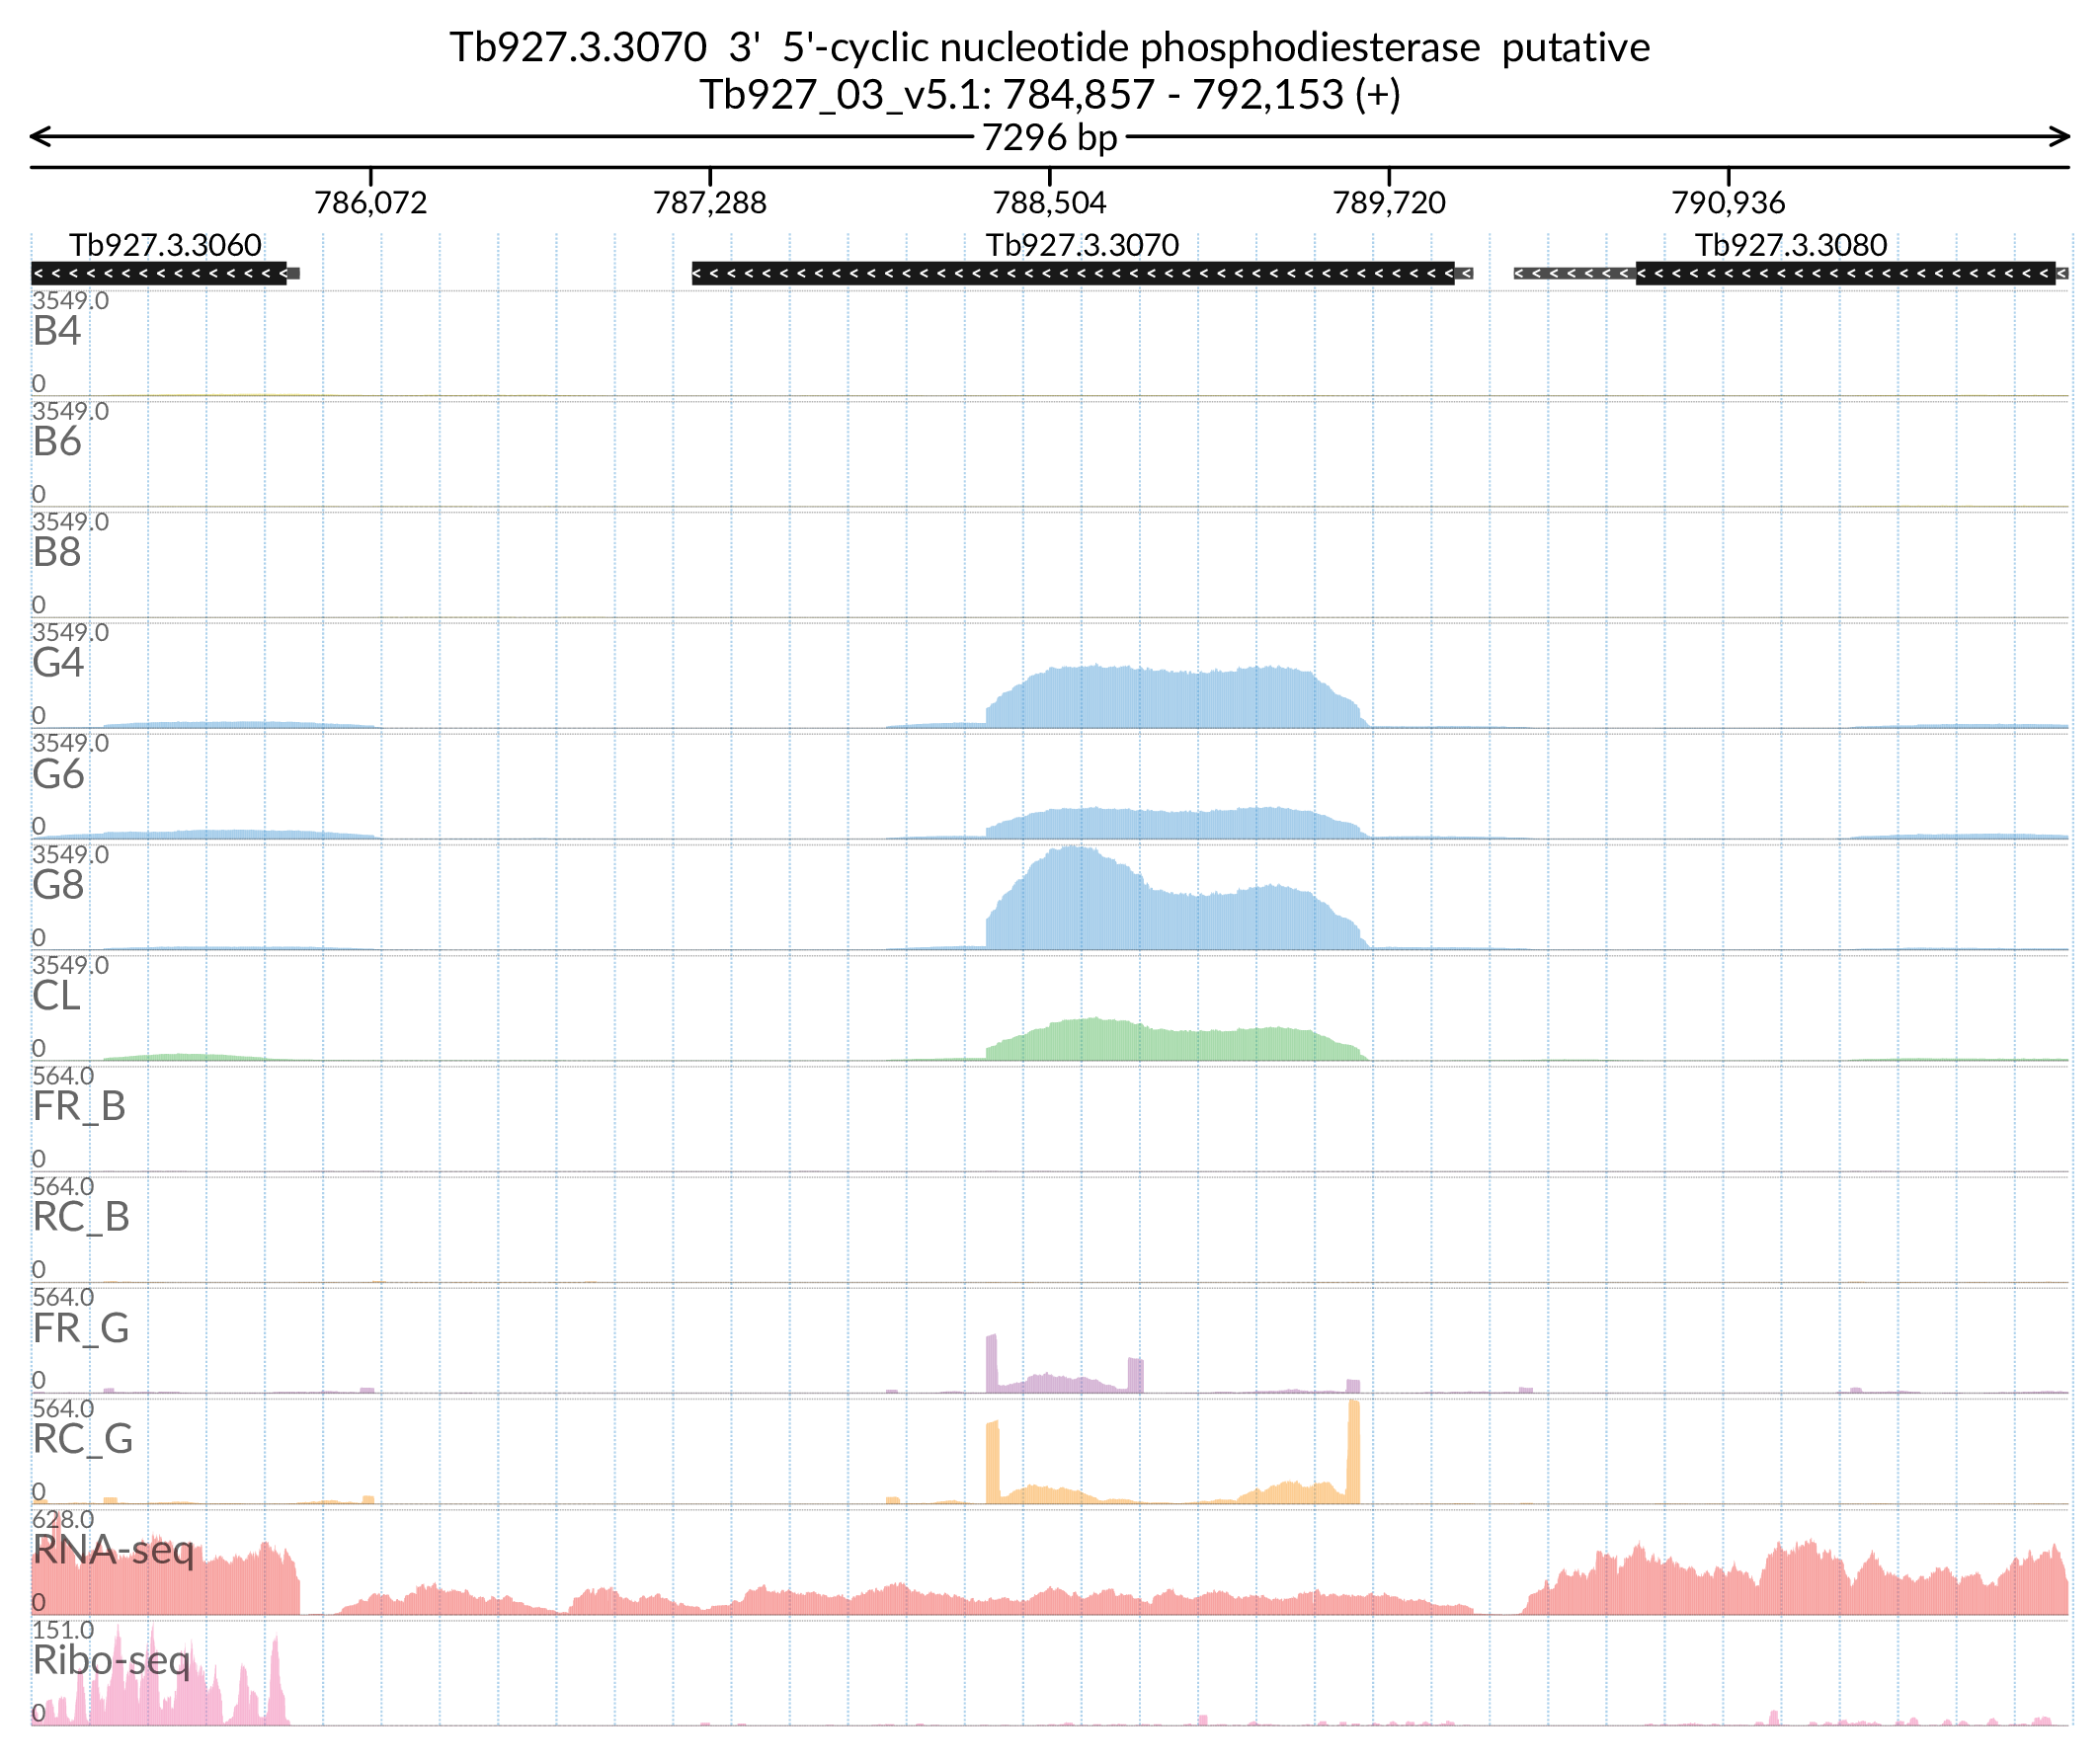 Tb927.3.3070  3'  5'-cyclic nucleotide phosphodiesterase  putative
Tb927_03_v5.1: 784,857 - 792,153 (+)
7296 bp
786,072 787,288 788,504 789,720 790,936
Tb927.3.3060 Tb927.3.3070 Tb927.3.3080
3549.0
B4
0
3549.0
B6
0
3549.0
B8
0
3549.0
G4
0
3549.0
G6
0
3549.0
G8
0
3549.0
CL
0
564.0
FR_B
0
564.0
RC_B
0
564.0
FR_G
0
564.0
RC_G
0
628.0
RNA-seq
0
151.0
Ribo-seq
0